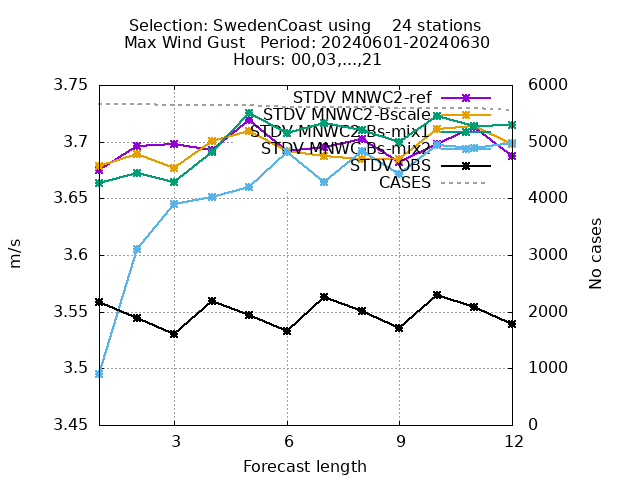 Selection: SwedenCoast using 24 stations
Max Wind Gust Period: 20240601-20240630
Hours: 00,03,...,21
3.75
3.7
3.65
3.6
3.55
3.5
3.45
6000
5000
4000
3000
2000
1000
0
STDV MNWC2-ref
STDV MNWC2-Bscale
STDV MNWC2-Bs-mix1
STDV MNWC-Bs-mix2
STDV OBS
CASES
m/s
No cases
3
6
9
12
Forecast length